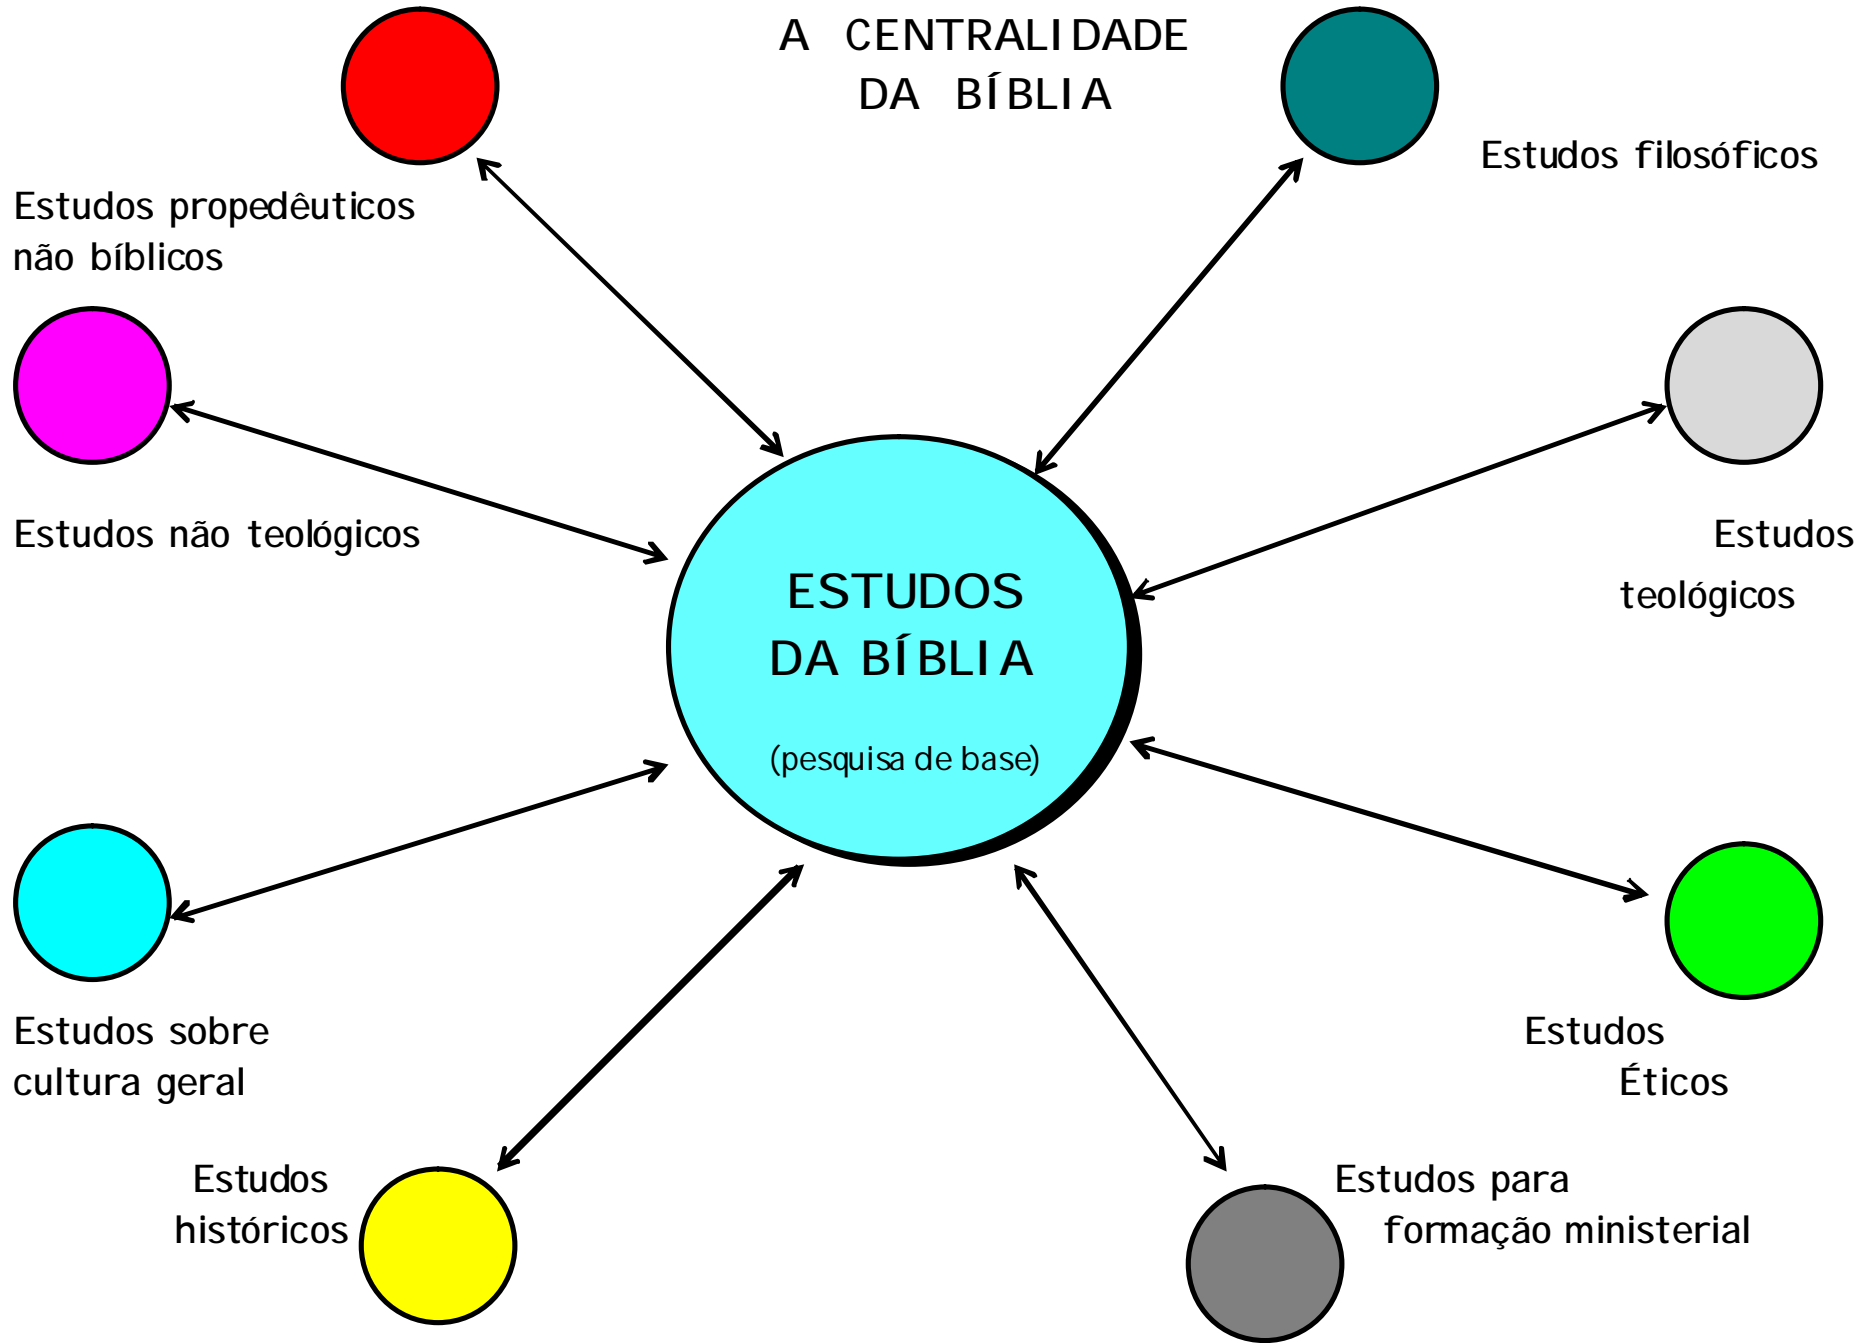 A CENTRALIDADE
DA BÍBLIA
Estudos filosóficos
Estudos propedêuticos
não bíblicos
Estudos não teológicos
Estudos
teológicos
ESTUDOS
DA BÍBLIA
(pesquisa de base)
Estudos sobre
cultura geral
Estudos
Éticos
Estudos
históricos
Estudos para
formação ministerial